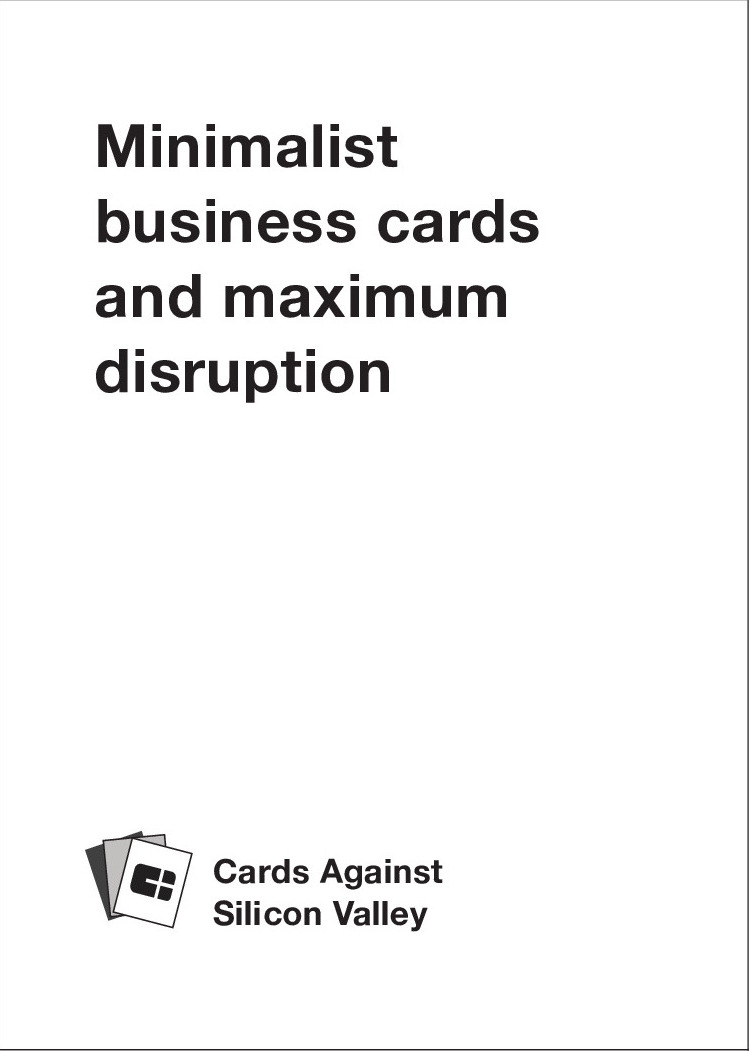 Minimalist
business cards
and maximum
disruption
Cards Against
Silicon Valley